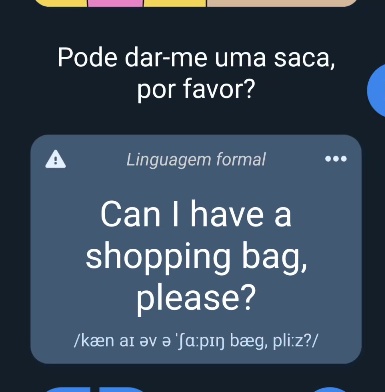 Pode dar-me uma saca,
por favor?
Linguagem formal
Can I have a
shopping bag,
please?
/kæn aɪ əv ə ˈʃɑːpɪŋ bæg, pliːz?/